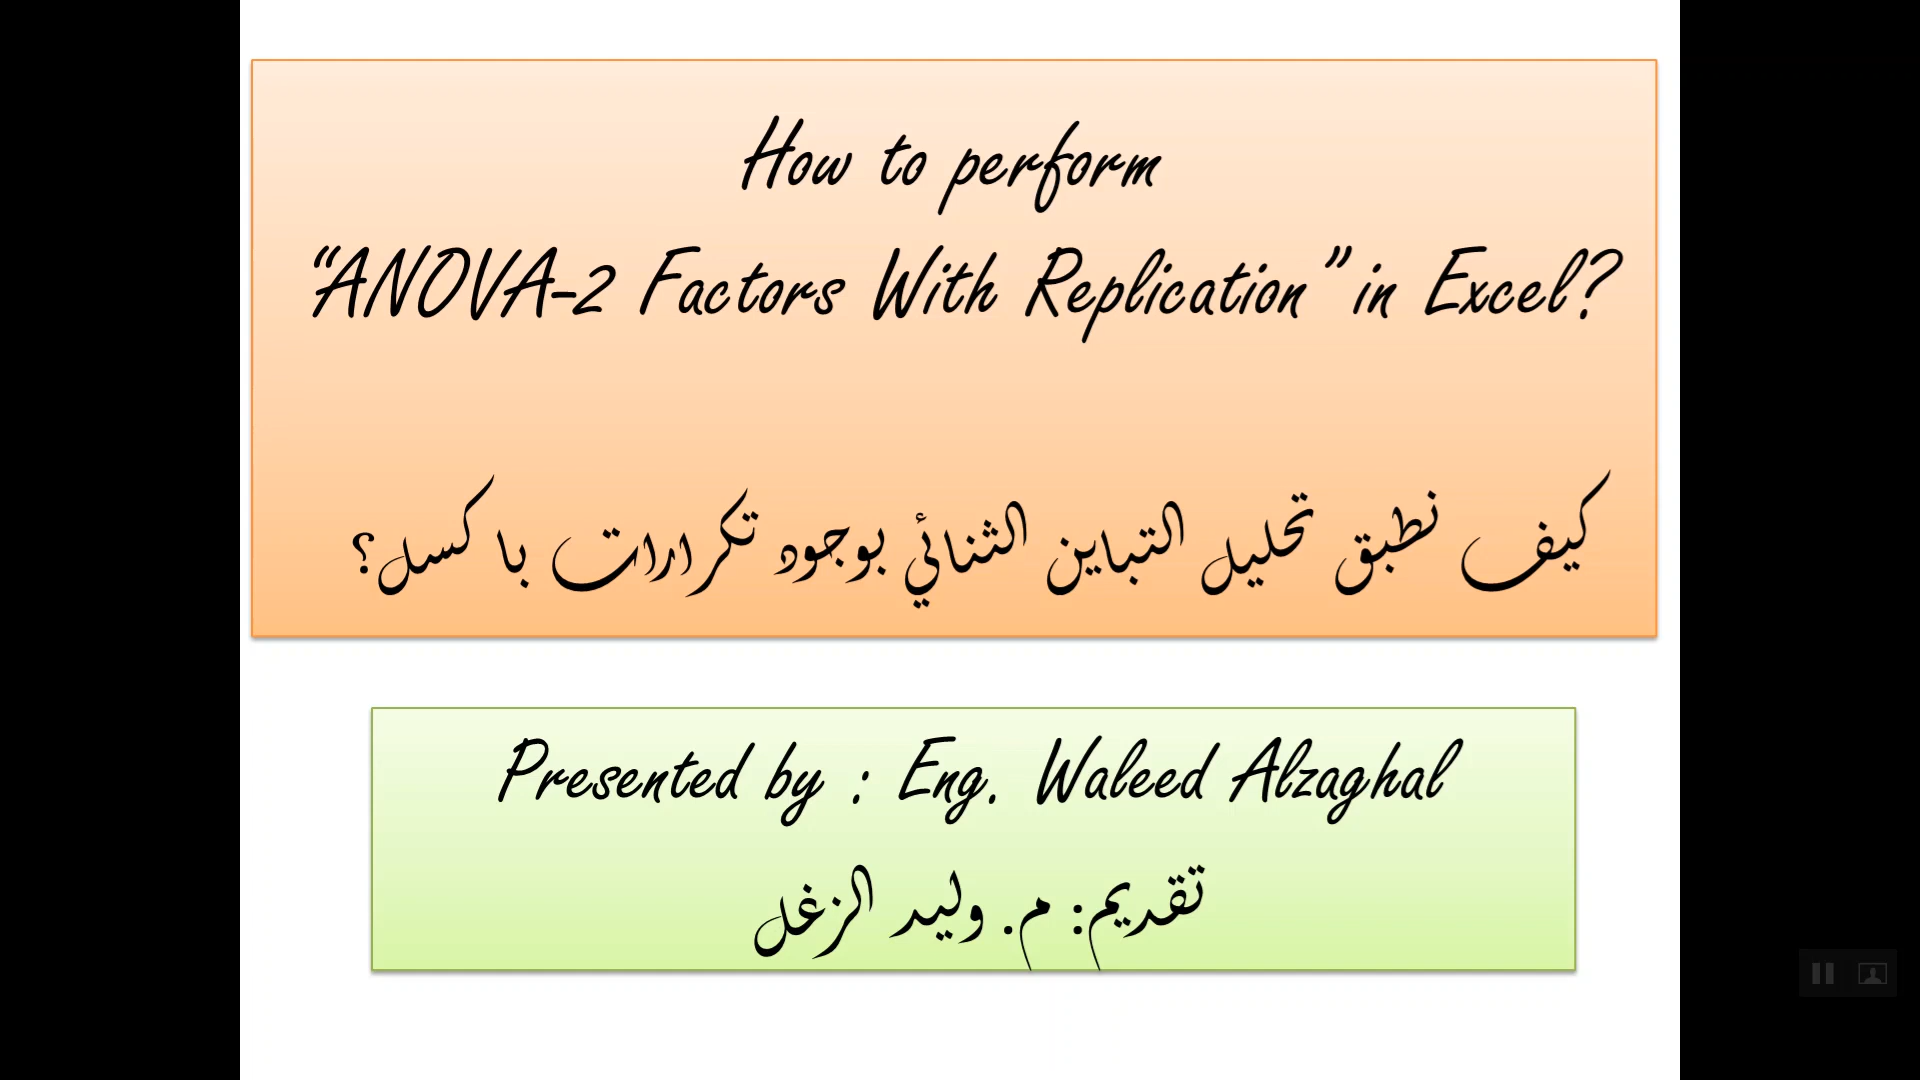 How to perform
“ANOVA-2 Factors With Replication” in Excel?
كيف نطبق تحليل التباين الثنائي بوجود تكرارات باكسل؟
Presented by : Eng. Waleed Alzaghal
تقديم: م. وليد الزغل